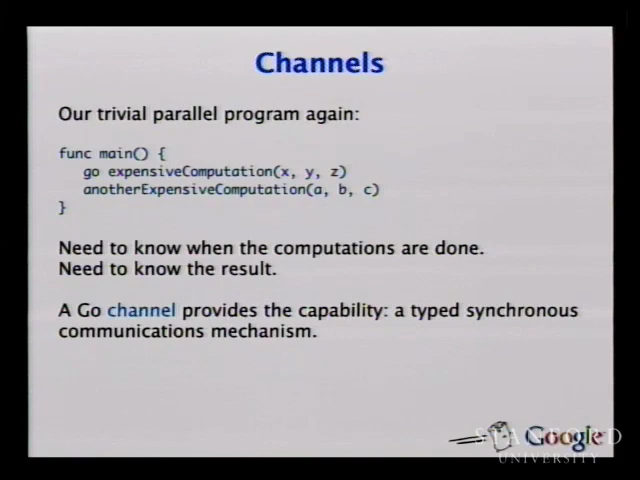 Channels
Our trivial parallel program again:
func main() {
go expensiveComputation(x, y, z)
anotherExpensiveComputation(a, b, c)
}
Need to know when the computations are done.
Need to know the result.
A Go channel provides the capability: a typed synchronous
communications mechanism.
Google
STANFORD
UNIVERSITY